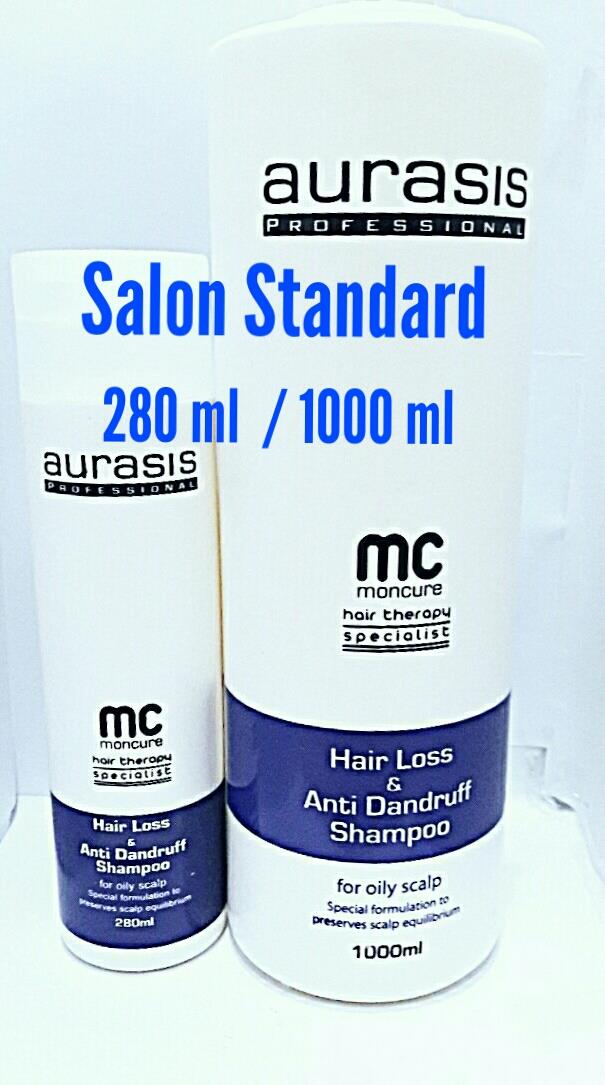 aurasis
PROFESSIONAL
Salon Standard
280 ml / 1000 ml
aurasis
PROFESSIONAL
mc
moncure
hair therapy
specialist
Hair Loss
&
Anti Dandruff
Shampoo
for oily scalp
Special formulation to
preserves scalp equilibrium
1000ml
mc
moncure
hair therapy
specialist
Hair Loss
&
Anti Dandruff
Shampoo
for oily scalp
Special formulation to
preserves scalp equilibrium
280ml